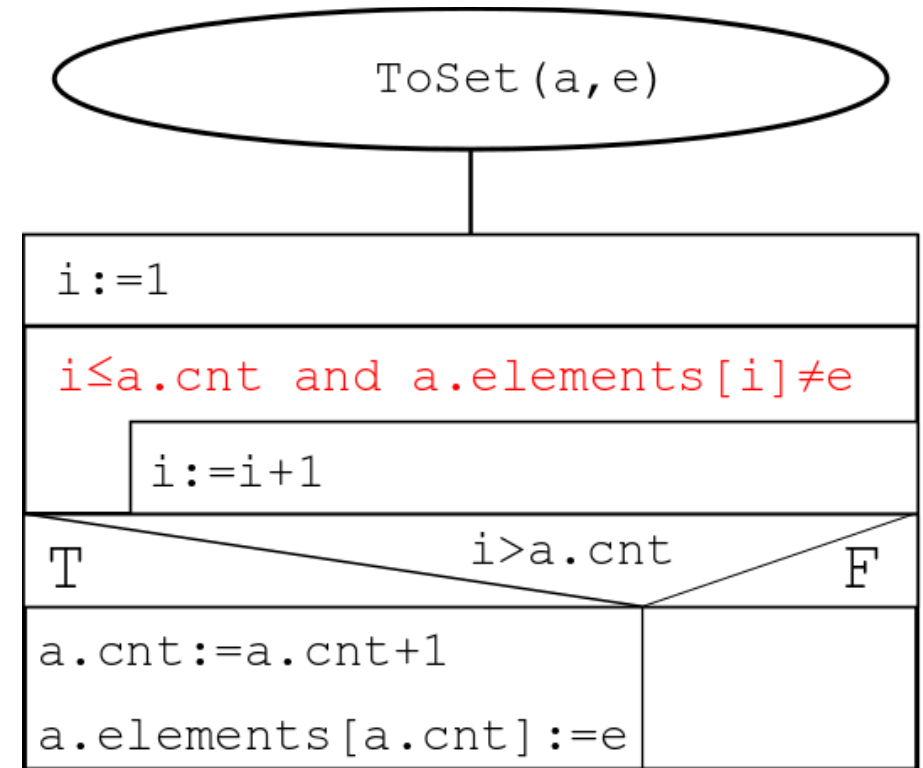 ToSet(a,e)
i:=1
i≤a.cnt and a.elements[i]≠e
i:=i+1
i>a.cnt
T
F
a.cnt:=a.cnt+1
a.elements[a.cnt]:=e